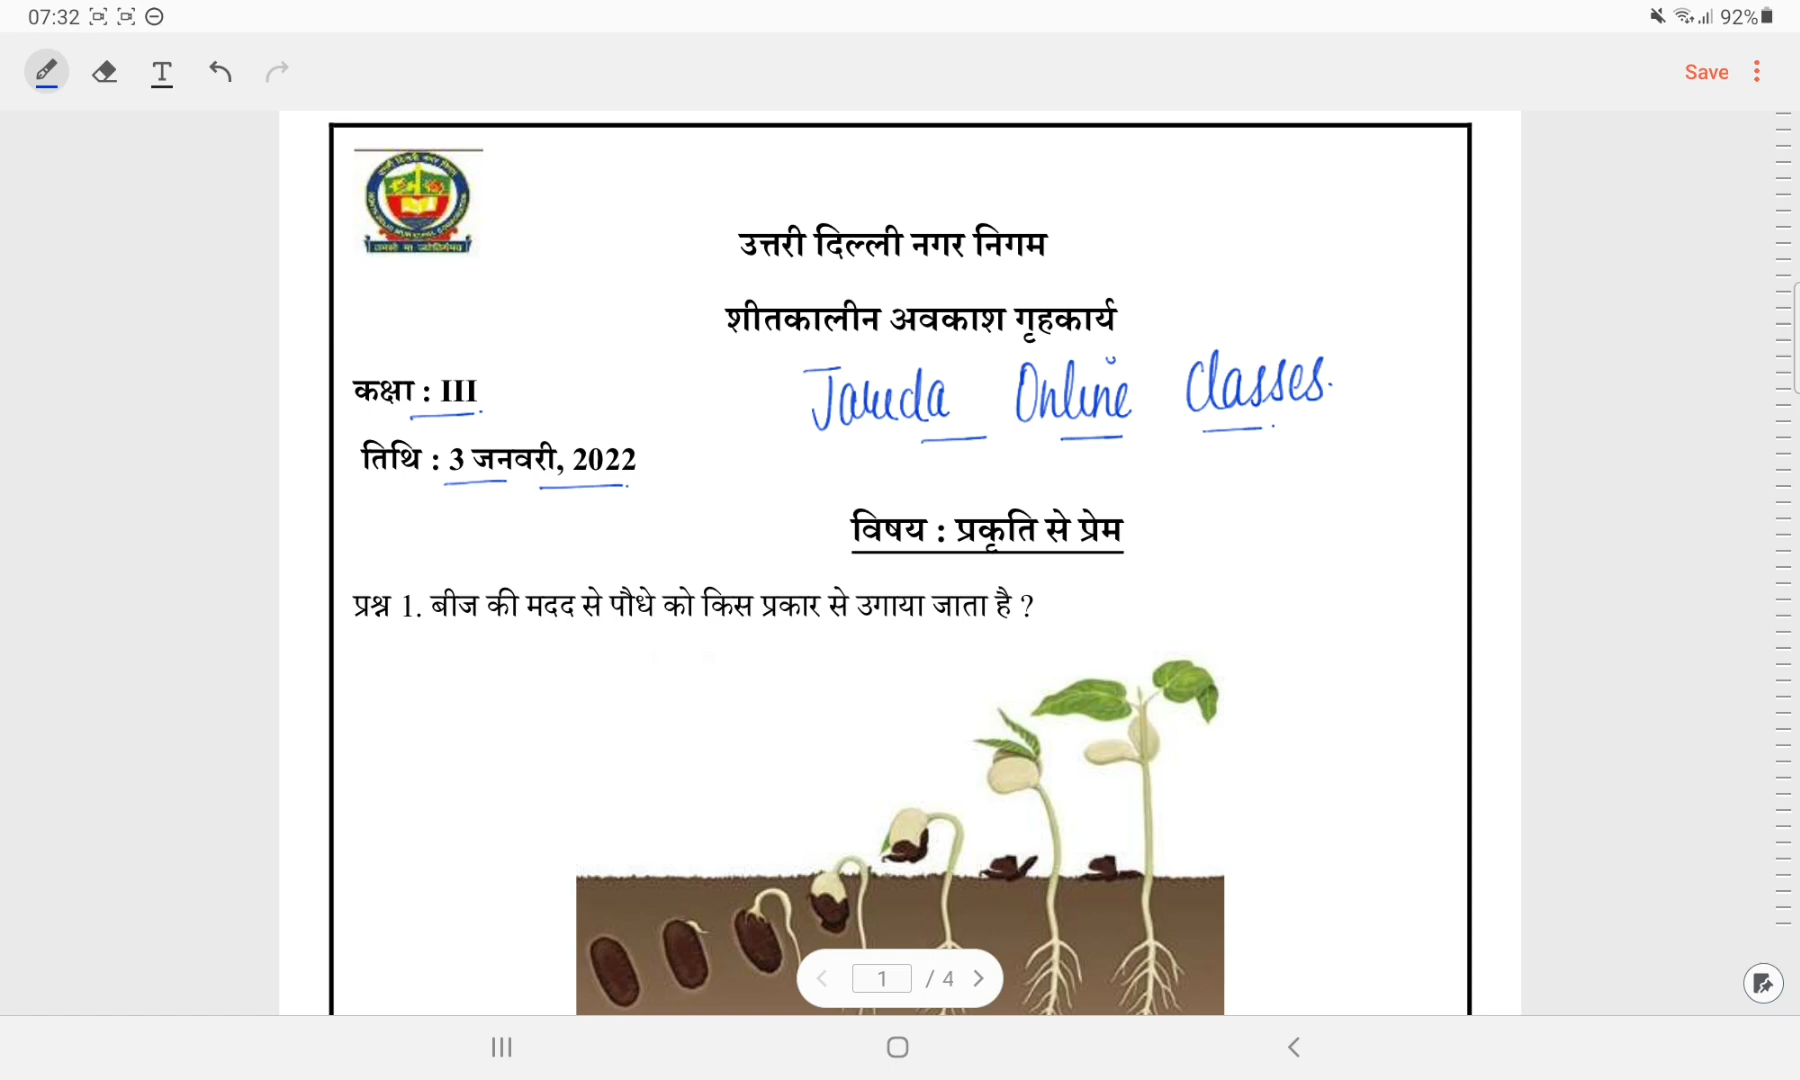 07:32
92%
T
Save
उत्तरी दिल्ली नगर निगम
शीतकालीन अवकाश गृहकार्य
कक्षा : III
Online Classes.
तिथि : 3 जनवरी, 2022
विषय : प्रकृति से प्रेम
प्रश्न 1. बीज की मदद से पौधे को किस प्रकार से उगाया जाता है ?
1 / 4